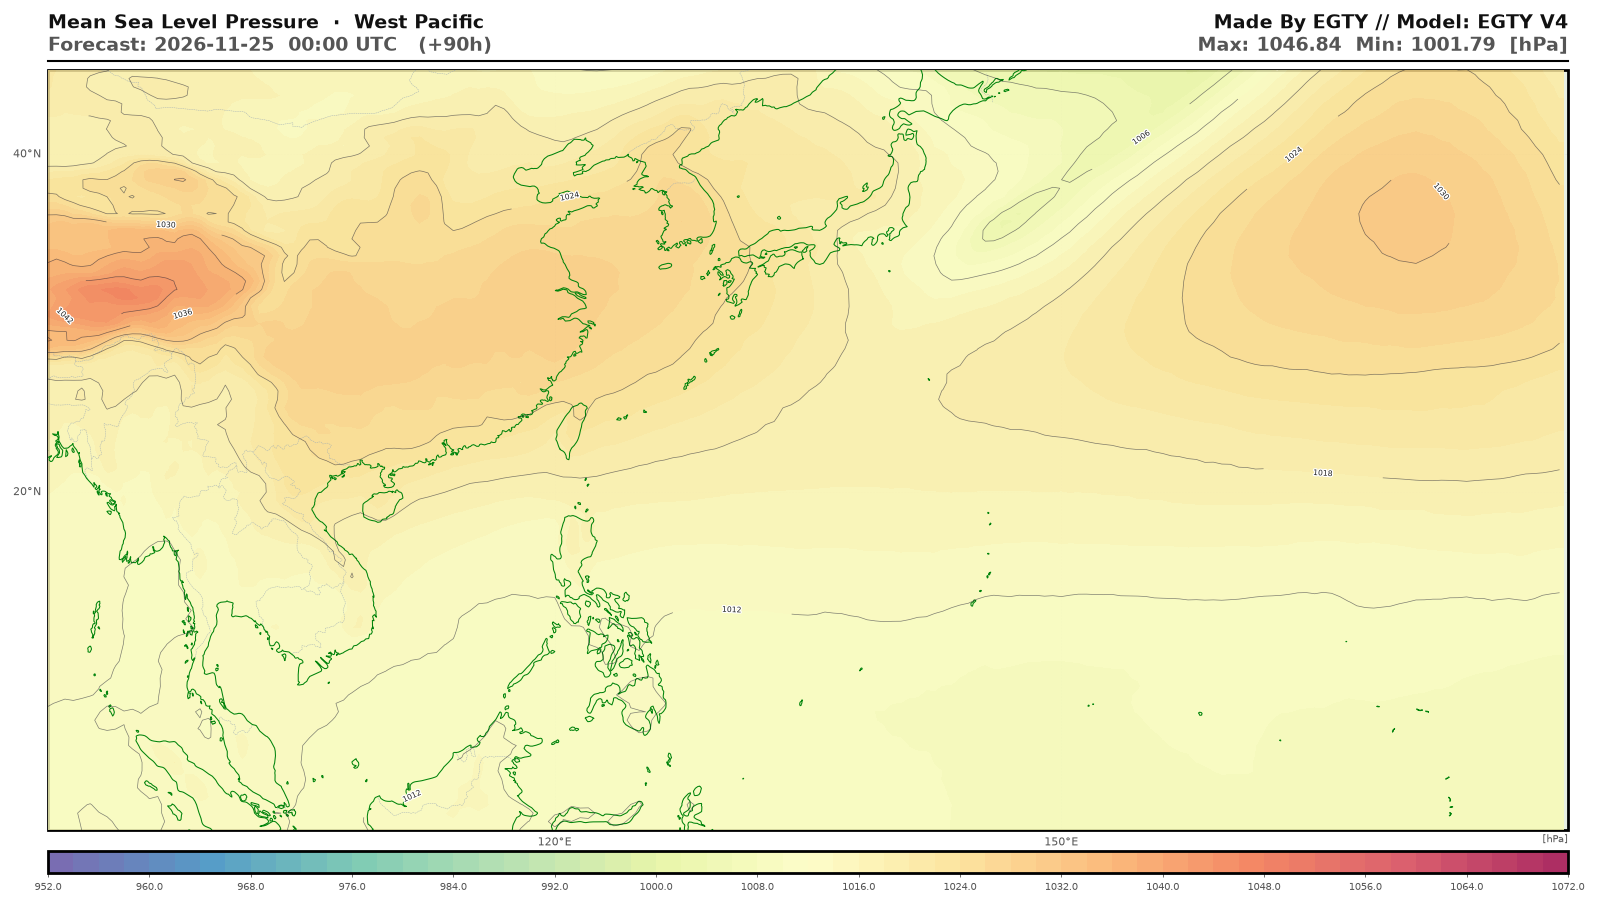 Mean Sea Level Pressure · West Pacific
Made By EGTY // Model: EGTY V4
Forecast: 2026-11-25 00:00 UTC (+90h)
Max: 1046.84 Min: 1001.79 [hPa]
1006
40°N
1024
1030
1024
1030
1042
1036
1018
20°N
1012
1012
120°E
150°E
[hPa]
952.0 960.0 968.0 976.0 984.0 992.0 1000.0 1008.0 1016.0 1024.0 1032.0 1040.0 1048.0 1056.0 1064.0 1072.0